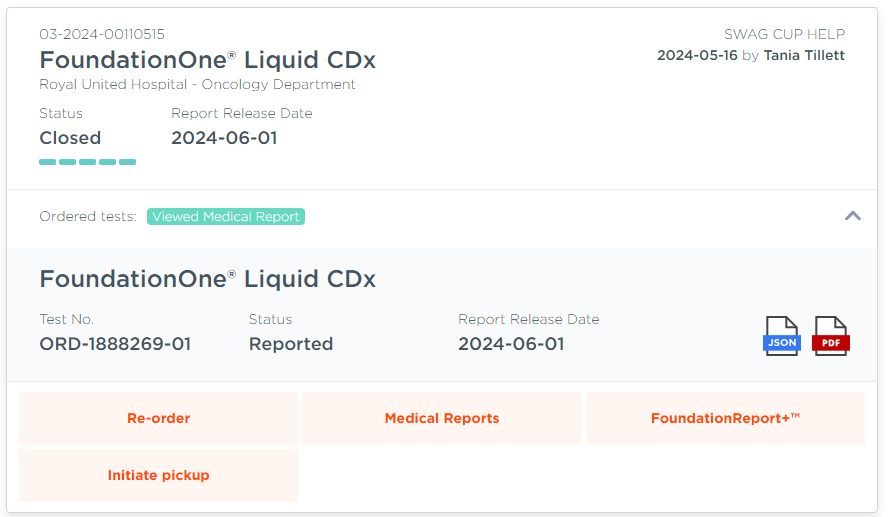 03-2024-00110515
SWAG CUP HELP
FoundationOne® Liquid CDx
2024-05-16 by Tania Tillett
Royal United Hospital - Oncology Department
Status
Report Release Date
Closed
2024-06-01
Ordered tests: Viewed Medical Report
FoundationOne® Liquid CDx
Test No.
Status
Report Release Date
ORD-1888269-01
Reported
2024-06-01
JSON
PDF
Re-order
Medical Reports
FoundationReport+™
Initiate pickup